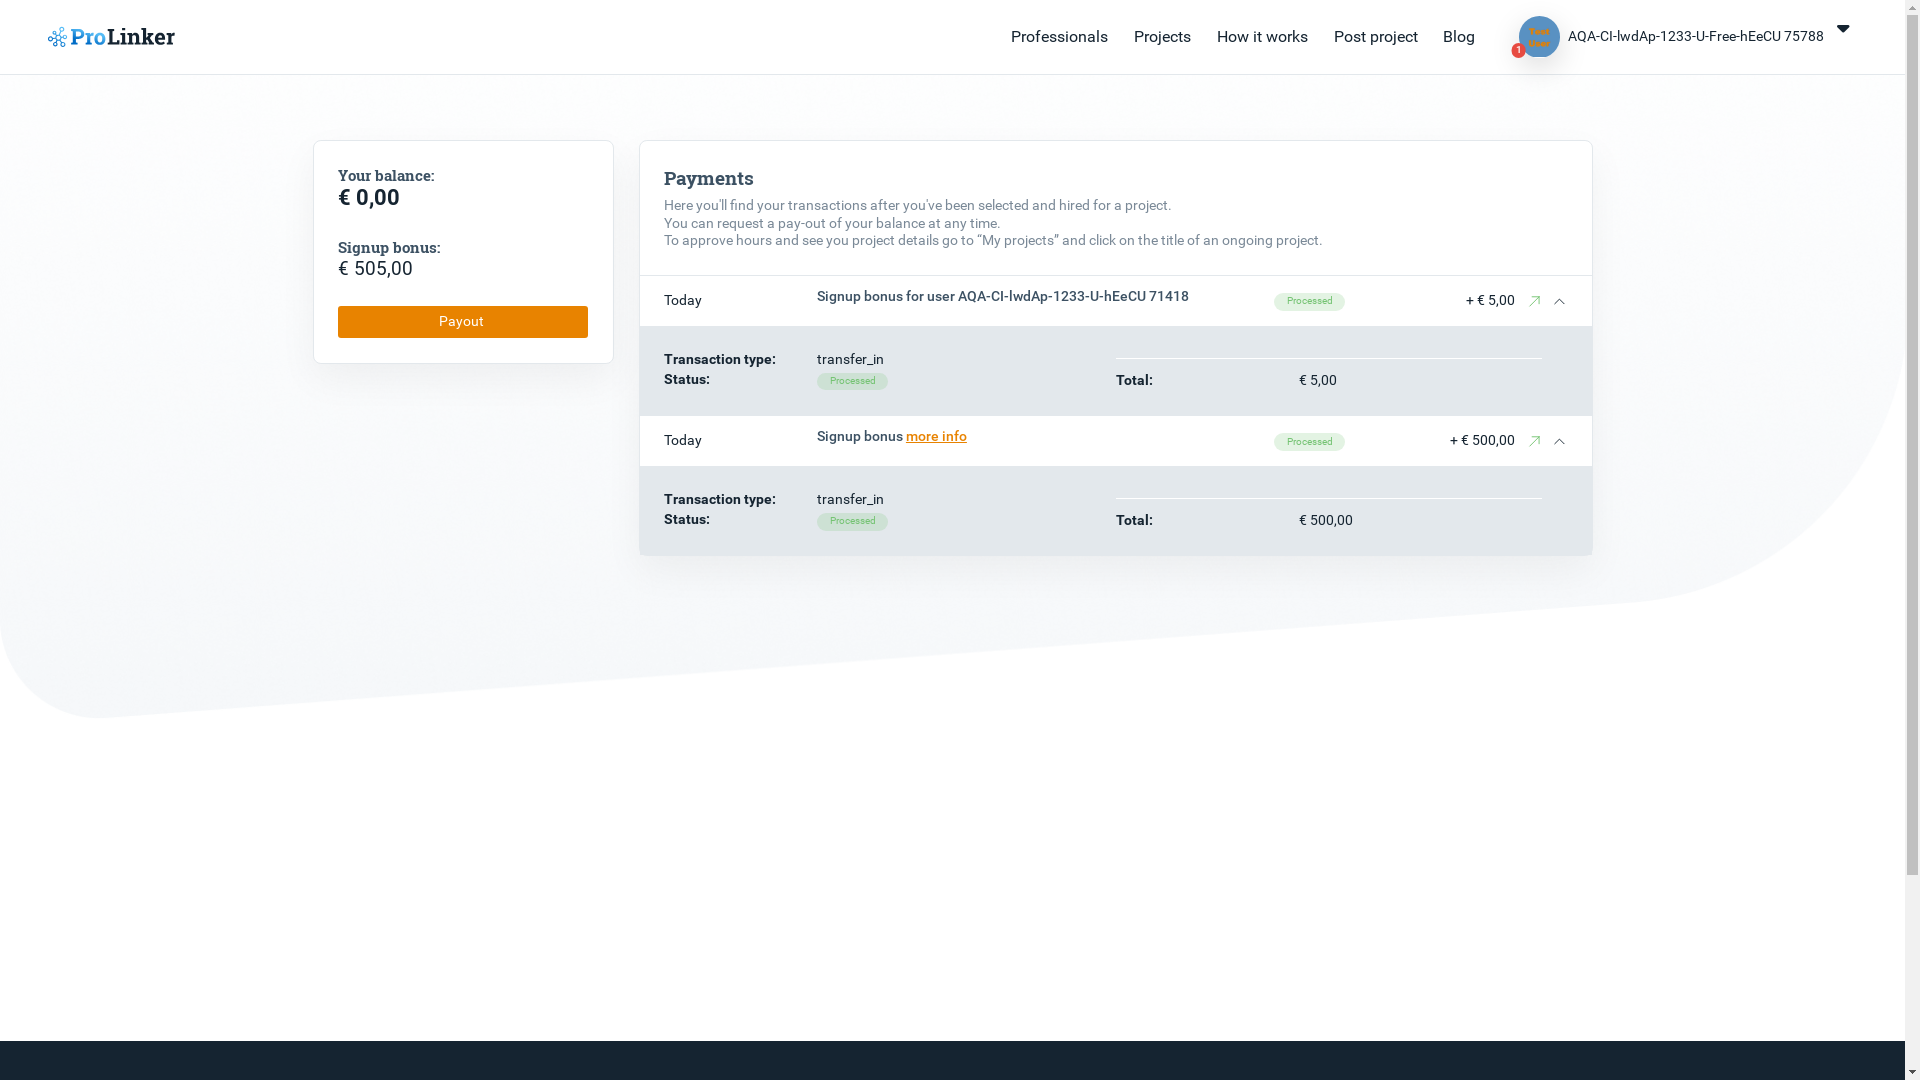 ProLinker
Professionals Projects How it works Post project Blog
Test
User
1
AQA-CI-lwdAp-1233-U-Free-hEeCU 75788
Your balance:
€ 0,00
Signup bonus:
€ 505,00
Payout
Payments
Here you'll find your transactions after you've been selected and hired for a project.
You can request a pay-out of your balance at any time.
To approve hours and see you project details go to “My projects” and click on the title of an ongoing project.
Today Signup bonus for user AQA-CI-lwdAp-1233-U-hEeCU 71418 Processed + € 5,00
Transaction type: transfer_in
Status: Processed Total: € 5,00
Today Signup bonus more info Processed + € 500,00
Transaction type: transfer_in
Status: Processed Total: € 500,00